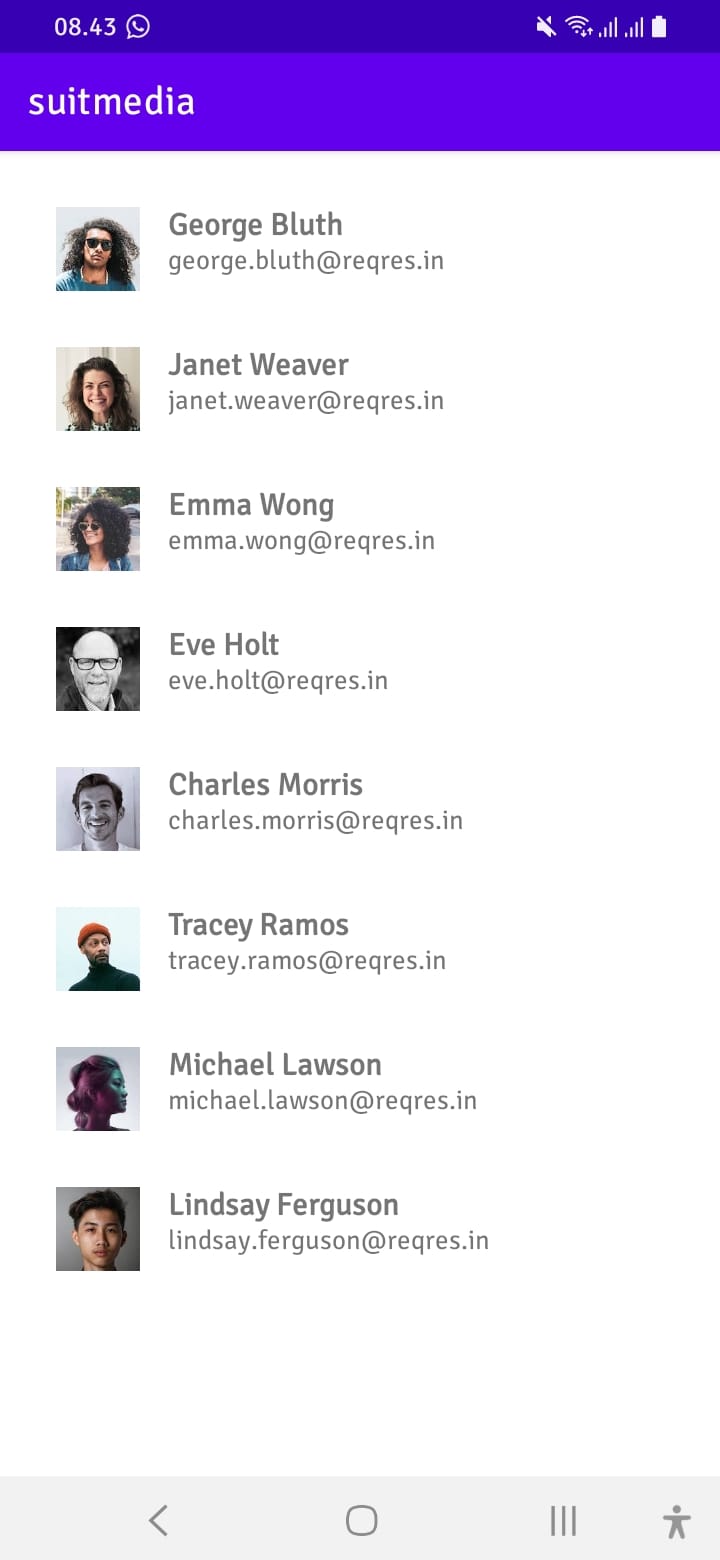 08.43
suitmedia
George Bluth
george.bluth@reqres.in
Janet Weaver
janet.weaver@reqres.in
Emma Wong
emma.wong@reqres.in
Eve Holt
eve.holt@reqres.in
Charles Morris
charles.morris@reqres.in
Tracey Ramos
tracey.ramos@reqres.in
Michael Lawson
michael.lawson@reqres.in
Lindsay Ferguson
lindsay.ferguson@reqres.in